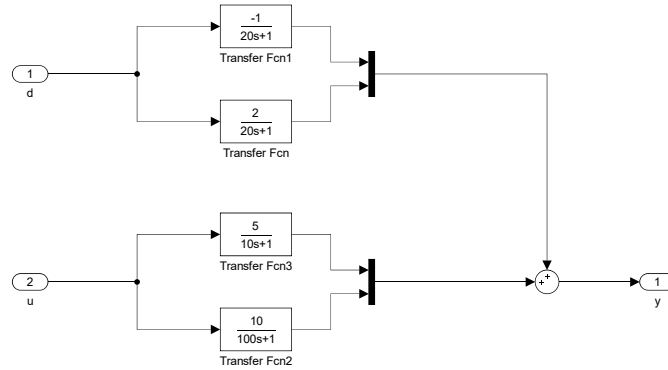 -1
20s+1
Transfer Fcn1
1
d
2
20s+1
Transfer Fcn
5
10s+1
Transfer Fcn3
2
u
+
+
1
y
10
100s+1
Transfer Fcn2